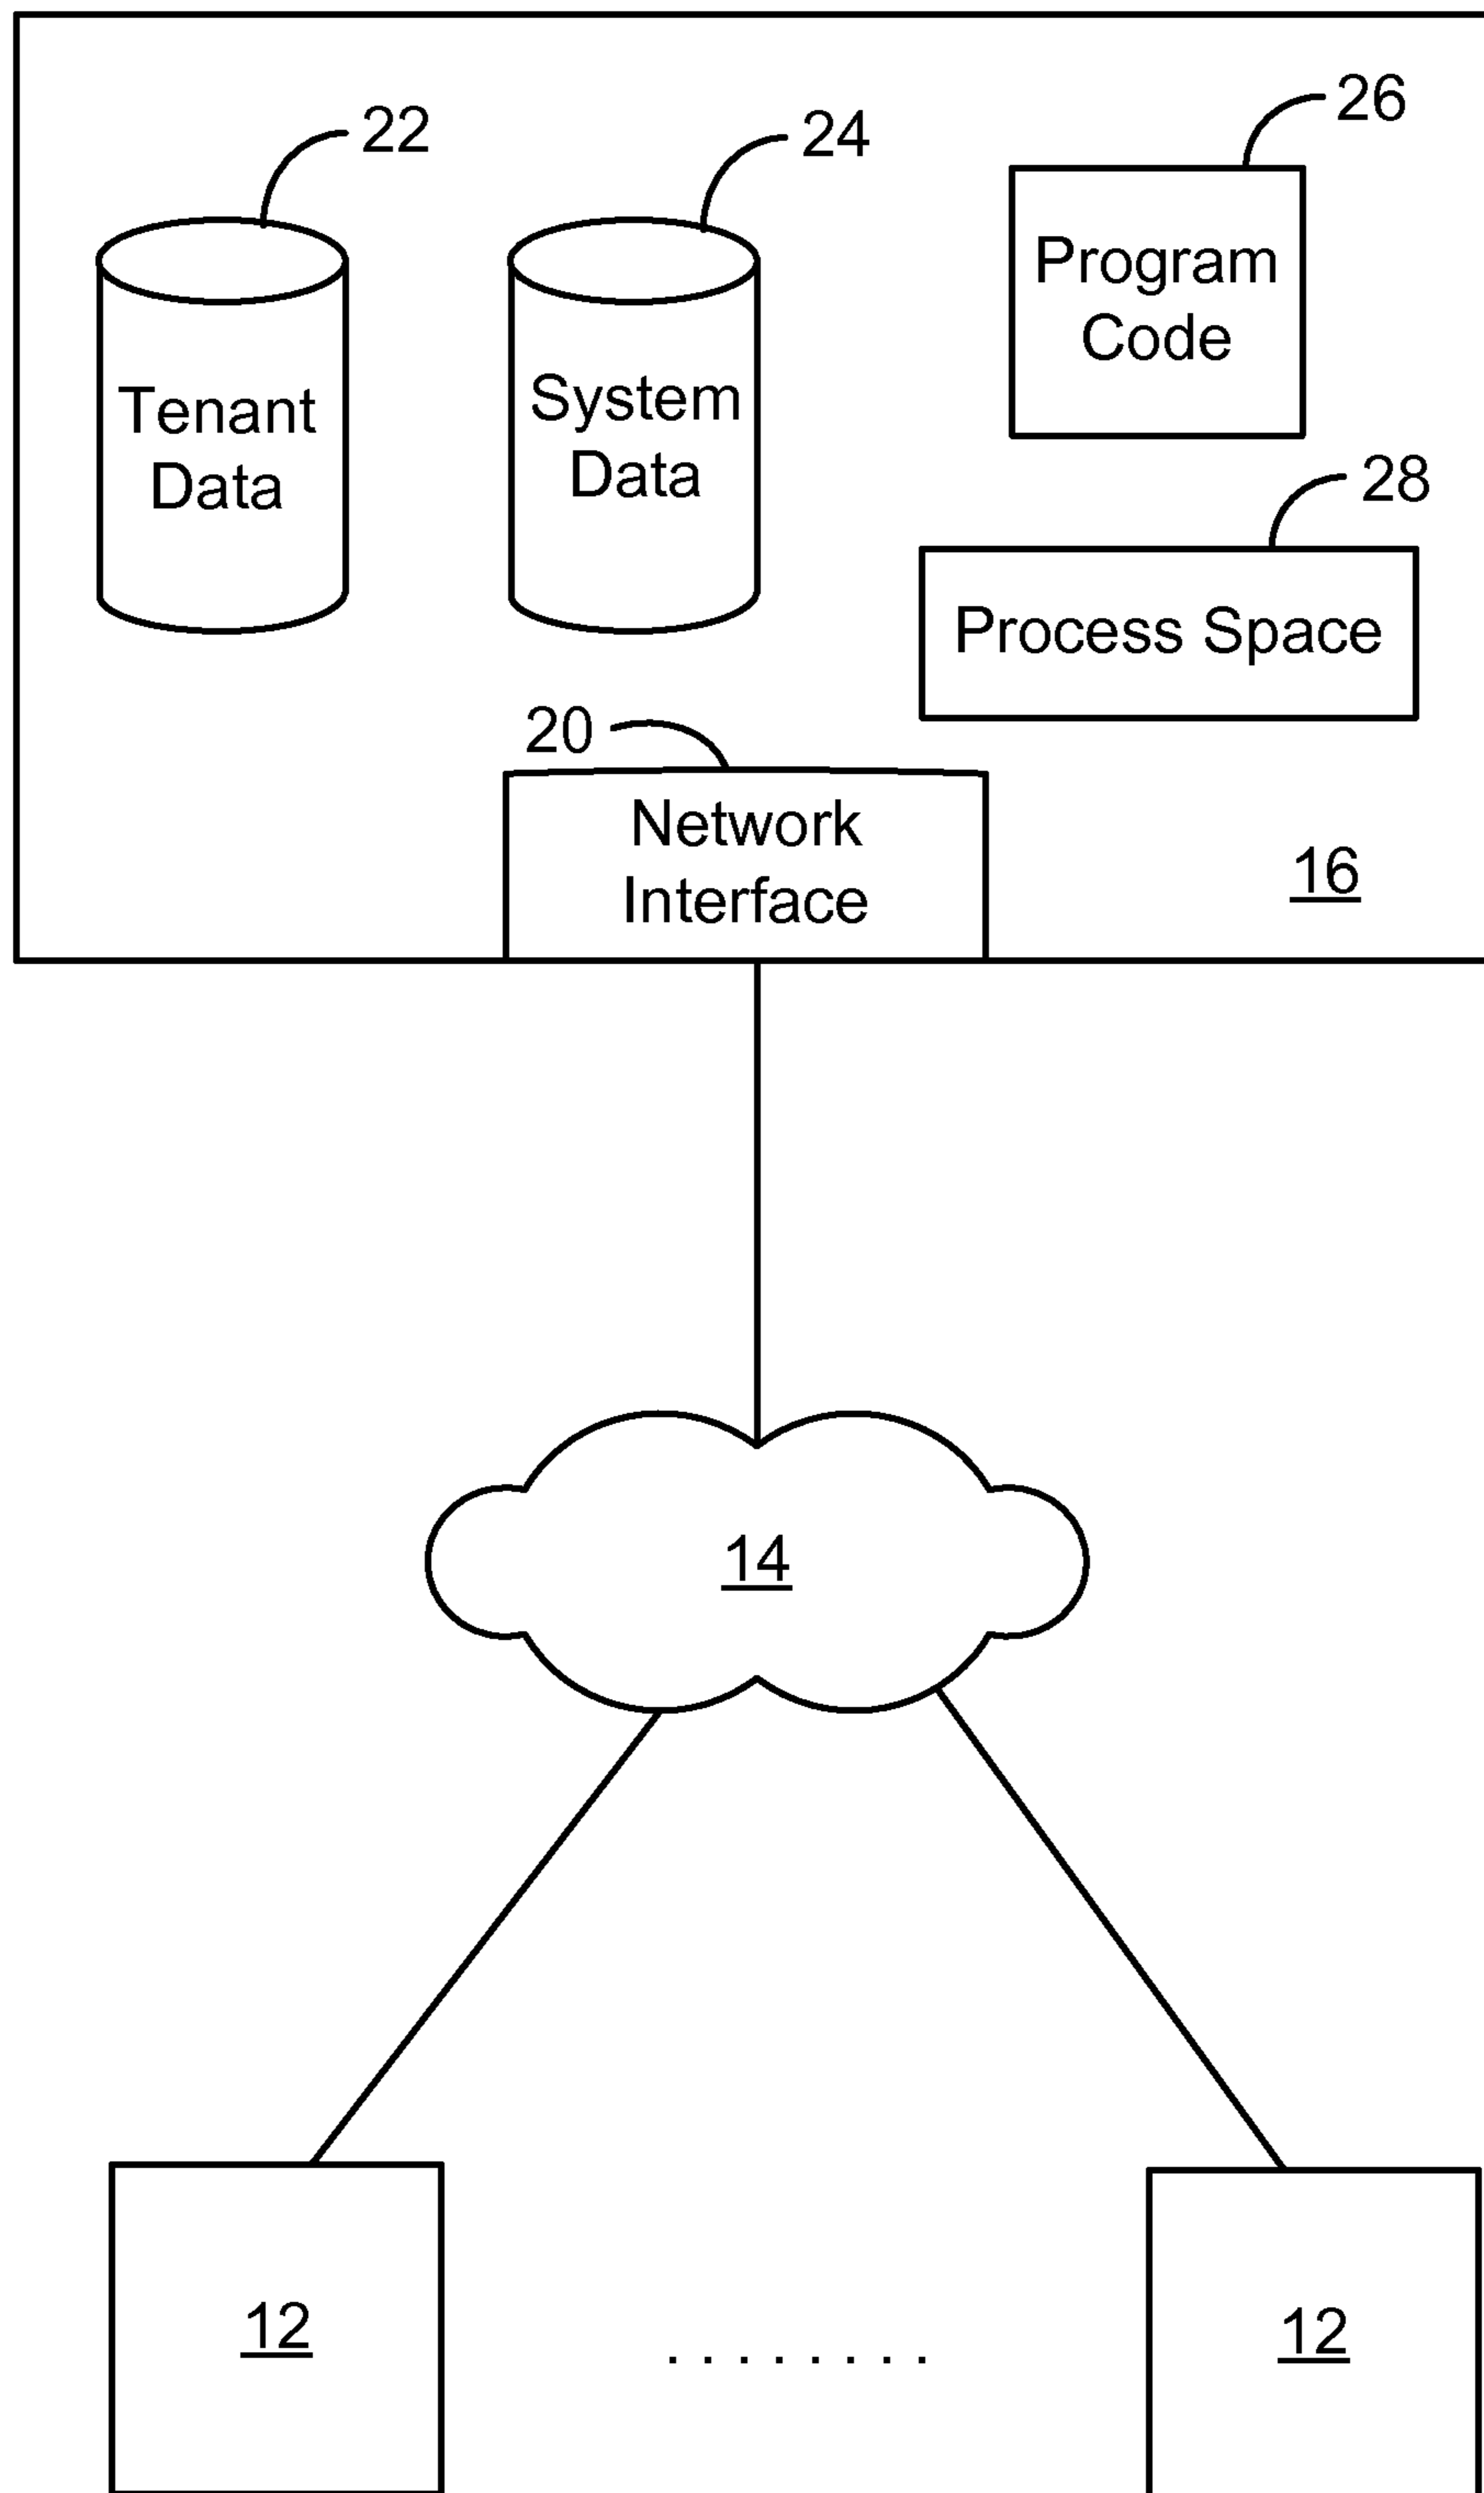 22
24
26
Program
Code
Tenant
Data
System
Data
28
Process Space
20
Network
Interface
16
14
12
. . . . . . . .
12